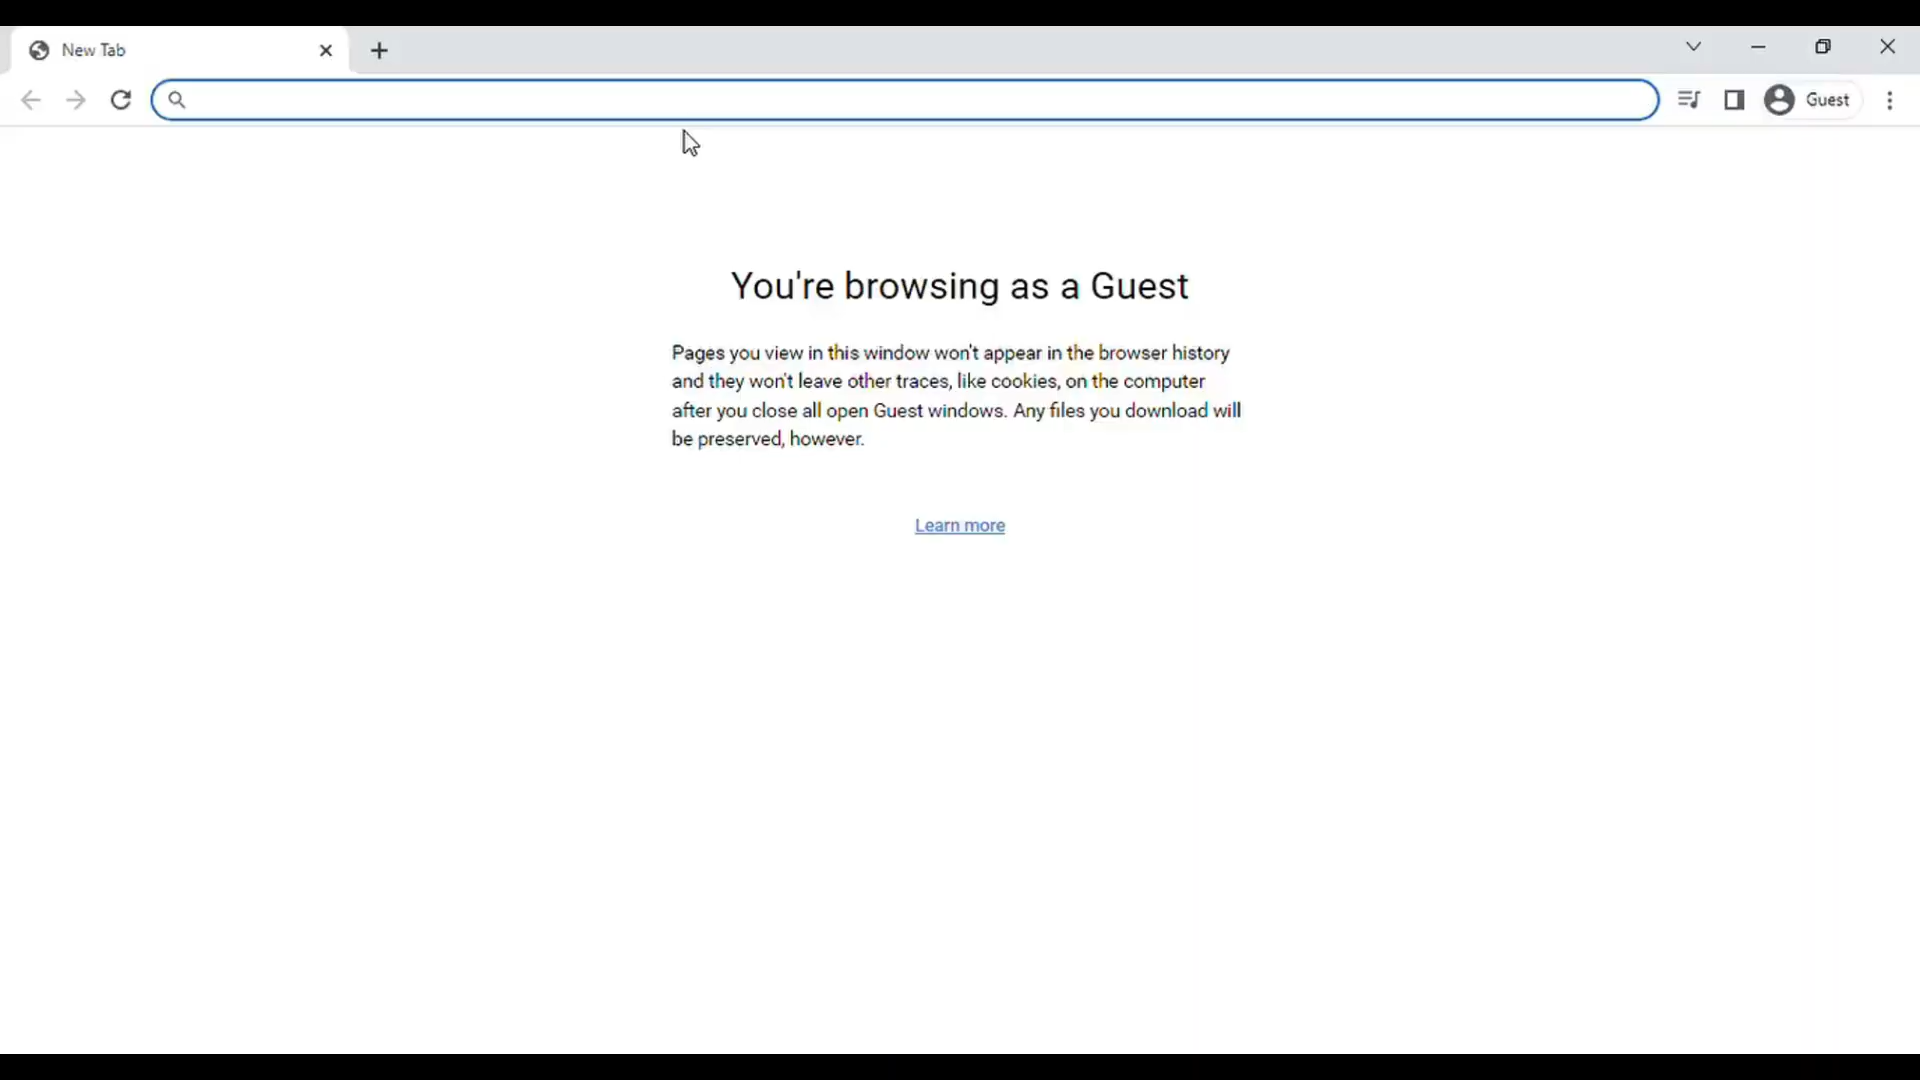 New Tab
Guest
You're browsing as a Guest
Pages you view in this window won't appear in the browser history
and they won't leave other traces, like cookies, on the computer
after you close all open Guest windows. Any files you download will
be preserved, however.
Learn more